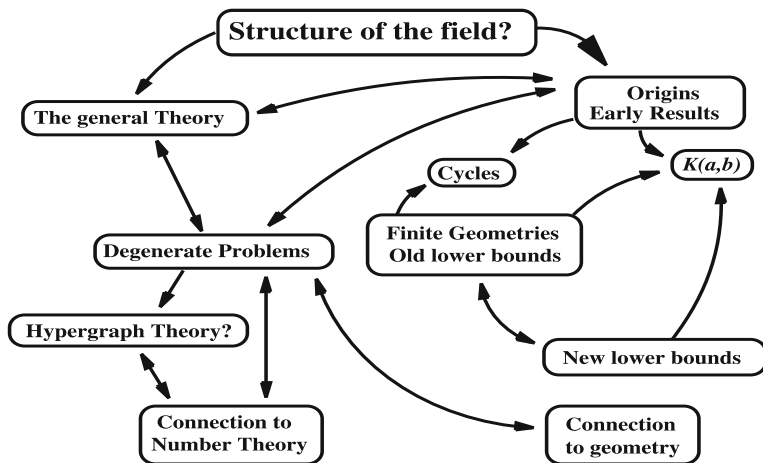 Structure of the field?
The general Theory
Origins
Early Results
Cycles
K(a,b)
Finite Geometries
Old lower bounds
Degenerate Problems
Hypergraph Theory?
New lower bounds
Connection to
Number Theory
Connection
to geometry